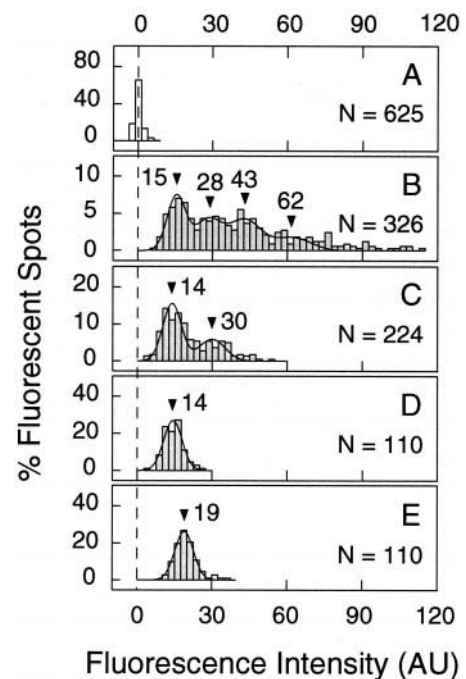 0 30 60 90 120
% Fluorescent Spots
80
40
0
A
N = 625
10
5
0
15 28 43 62
B
N = 326
20
10
0
14
30
C
N = 224
40
20
0
14
D
N = 110
40
20
0
19
E
N = 110
0 30 60 90 120
Fluorescence Intensity (AU)